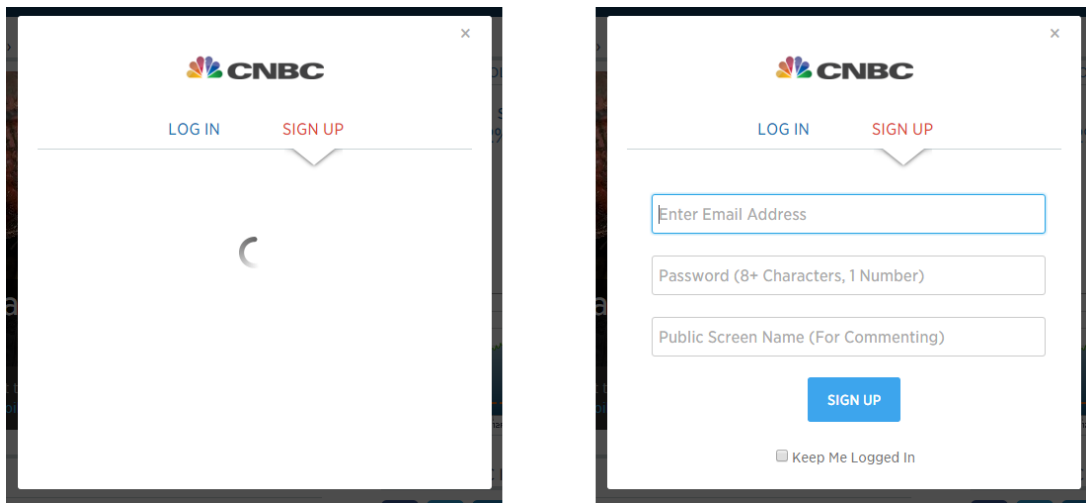 ×
CNBC
LOG IN SIGN UP
×
CNBC
LOG IN SIGN UP
Enter Email Address
Password (8+ Characters, 1 Number)
Public Screen Name (For Commenting)
SIGN UP
Keep Me Logged In